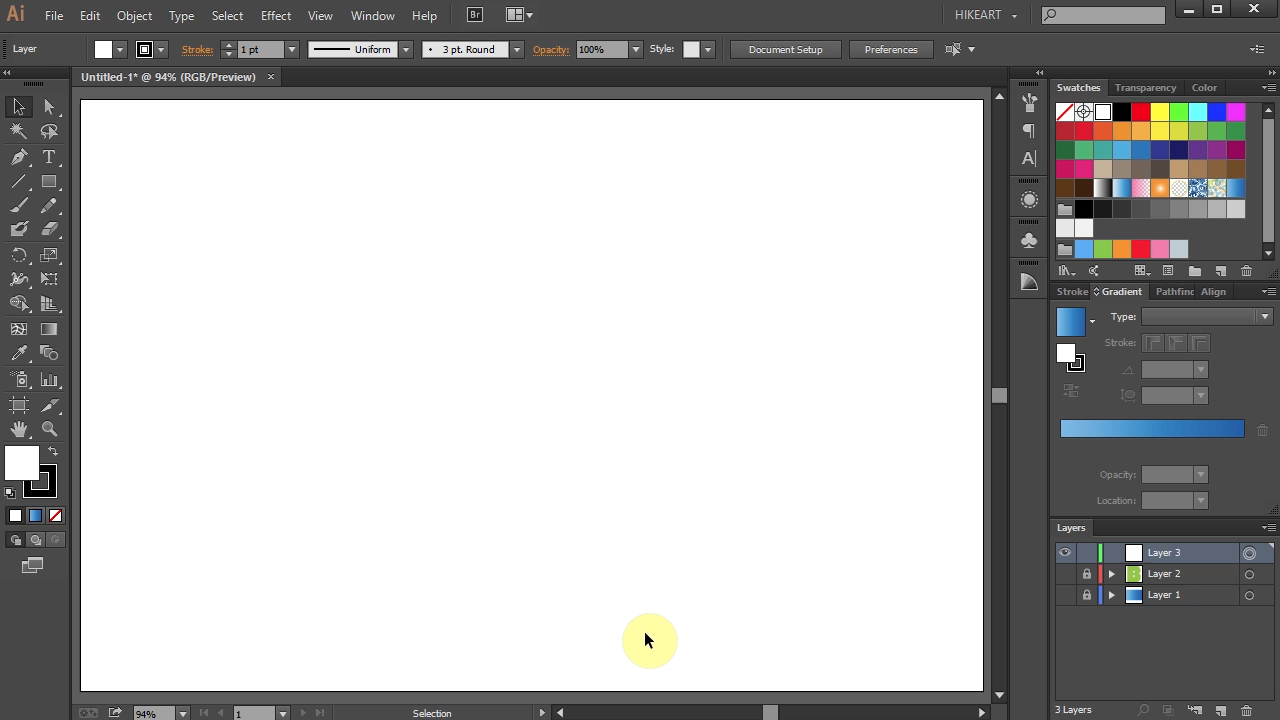 Ai File Edit Object Type Select Effect View Window Help Br HIKEART
Layer Stroke: 1 pt Uniform 3 pt. Round Opacity: 100% Style: Document Setup Preferences
Untitled-1* @ 94% (RGB/Preview)
Swatches Transparency Color
Stroke Gradient Pathfind Align
Type:
Stroke:
Opacity:
Location:
Layers
Layer 3
Layer 2
Layer 1
3 Layers
94% 1 Selection